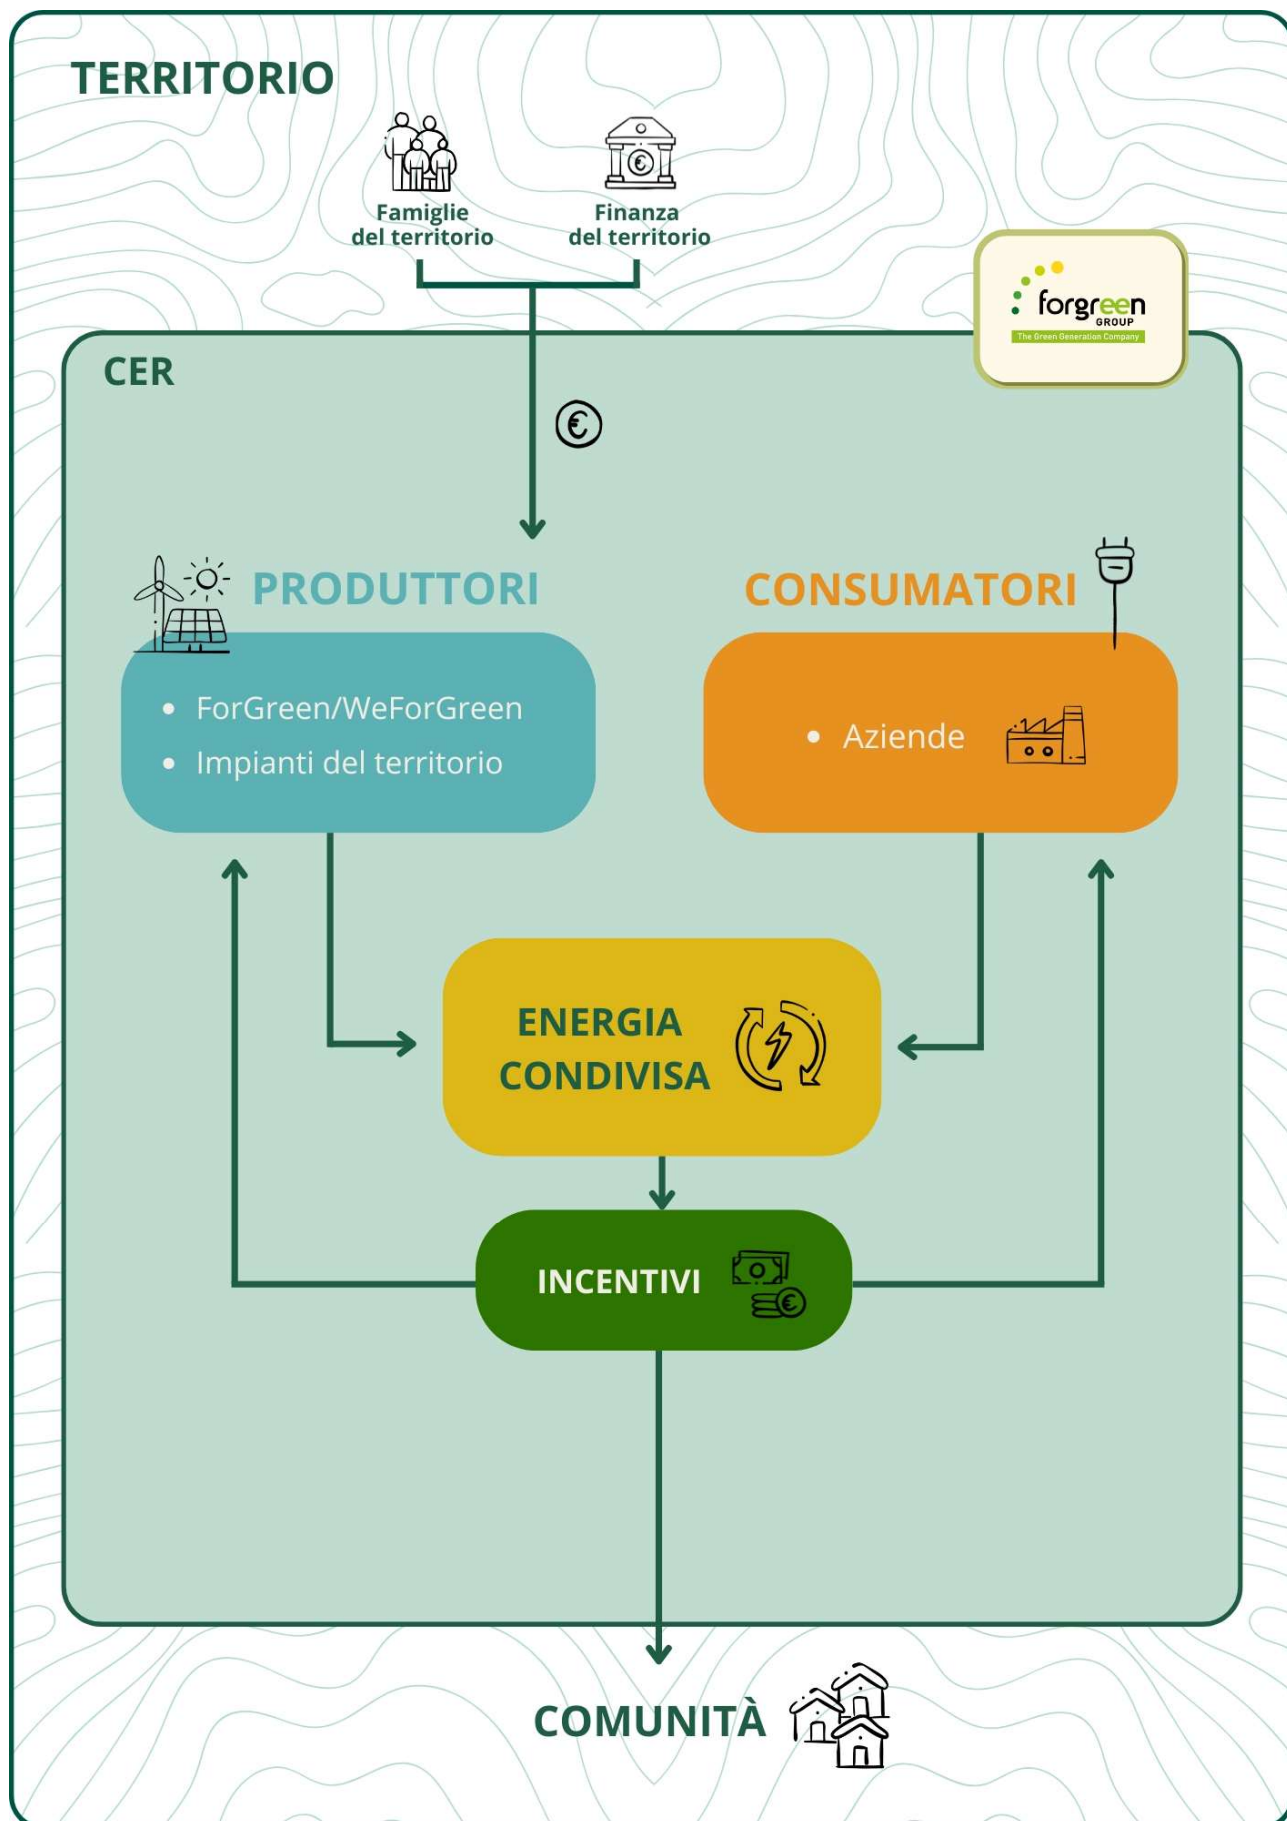 TERRITORIO
Famiglie
del territorio
Finanza
del territorio
forgreen
GROUP
The Green Generation Company
CER
€
PRODUTTORI
CONSUMATORI
• ForGreen/WeForGreen
• Impianti del territorio
• Aziende
ENERGIA
CONDIVISA
INCENTIVI
COMUNITÀ